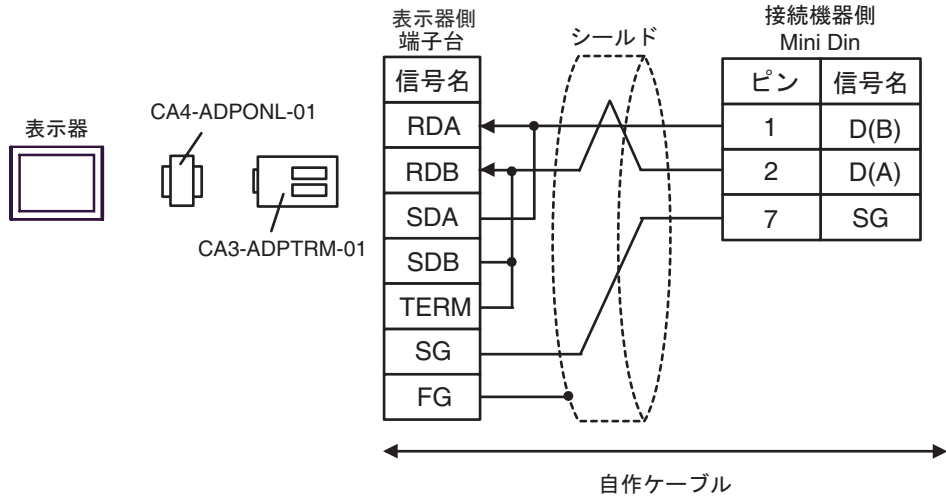 表示器
CA4-ADPONL-01
CA3-ADPTRM-01
表示器側
端子台
信号名
RDA
RDB
SDA
SDB
TERM
SG
FG
シールド
接続機器側
Mini Din
ピン 信号名
1 D(B)
2 D(A)
7 SG
自作ケーブル